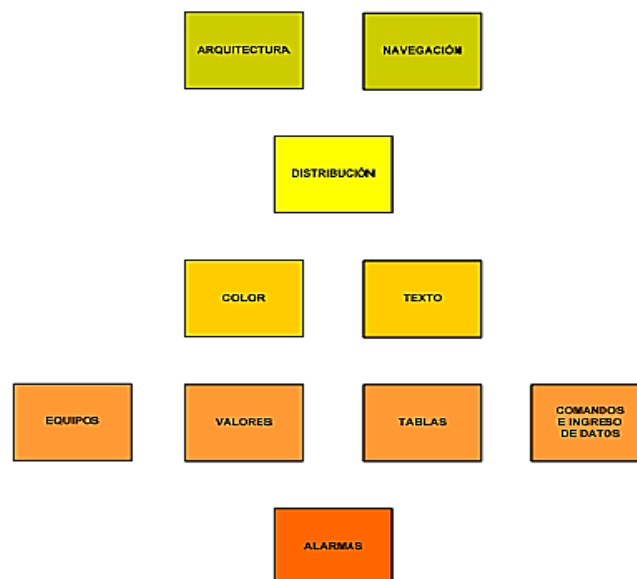 ARQUITECTURA
NAVEGACIÓN
DISTRIBUCIÓN
COLOR
TEXTO
EQUIPOS
VALORES
TABLAS
COMANDOS
E INGRESO
DE DATOS
ALARMAS